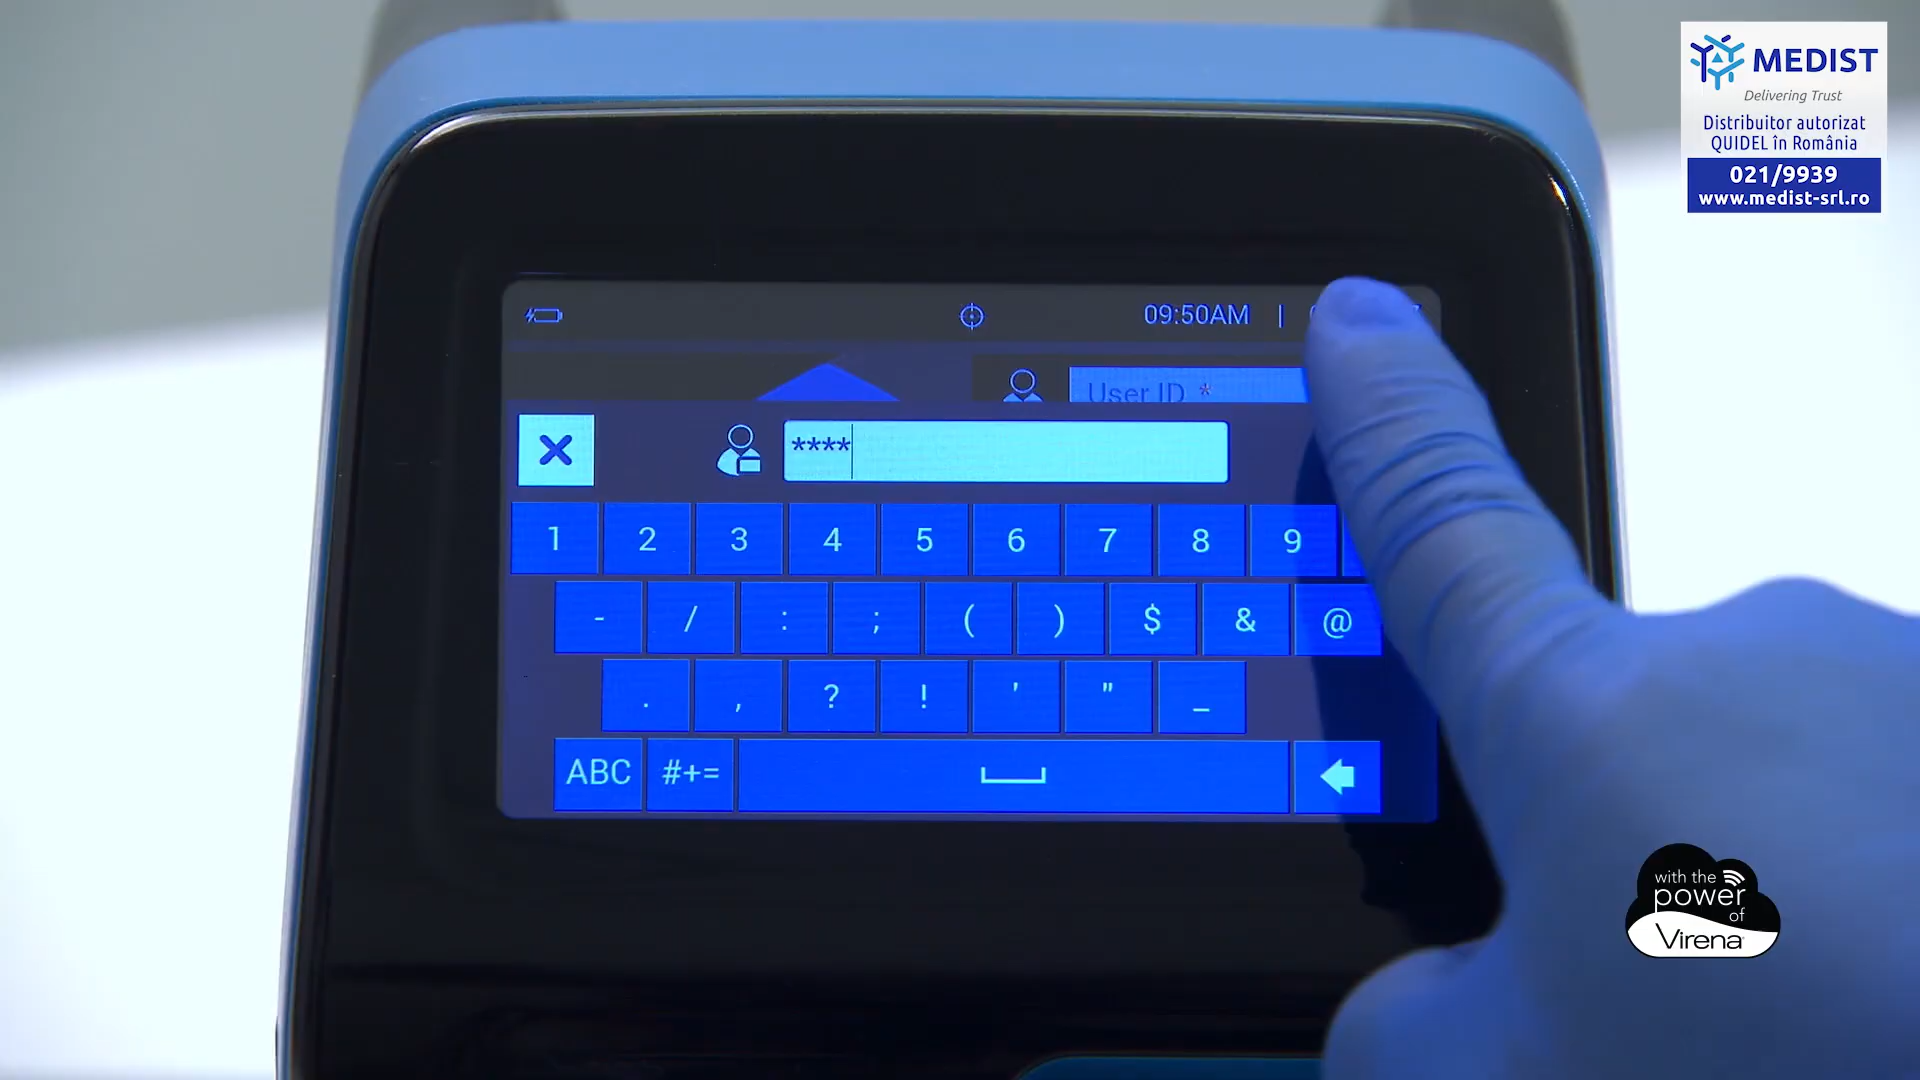 MEDIST
Delivering Trust
Distribuitor autorizat
QUIDEL în România
021/9939
www.medist-srl.ro
09:50AM |
User ID *
****
1 2 3 4 5 6 7 8 9
- / : ; ( ) $ & @
. , ? ! ' " _
ABC #+=
with the
power
of
Virena